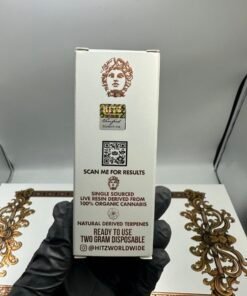 HITZ
SCAN ME FOR RESULTS
SINGLE SOURCED
LIVE RESIN DERIVED FROM
100% ORGANIC CANNABIS
NATURAL DERIVED TERPENES
READY TO USE
TWO GRAM DISPOSABLE
@HITZWORLDWIDE